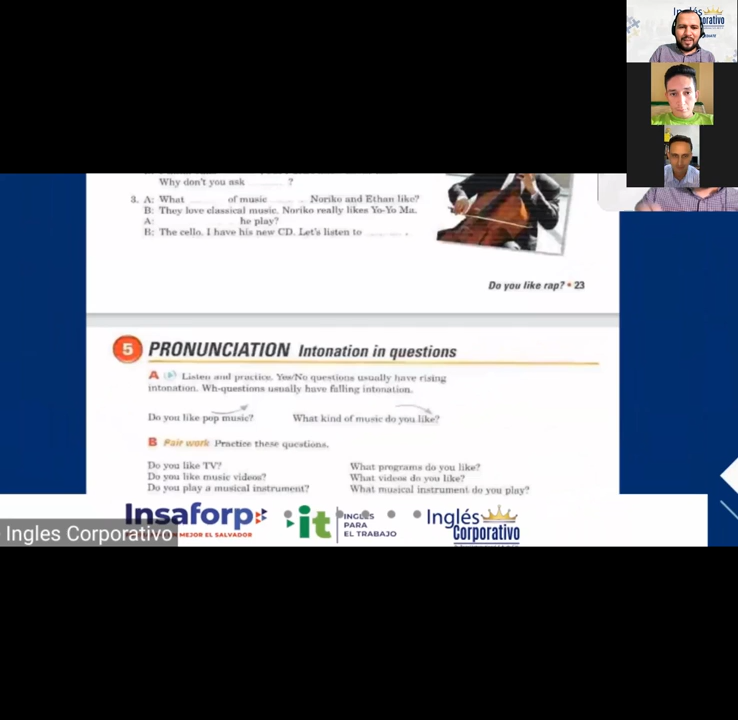 Inglés
Corporativo
Why don't you ask ?
3. A: What of music Noriko and Ethan like?
B: They love classical music. Noriko really likes Yo-Yo Ma.
A: he play?
B: The cello. I have his new CD. Let's listen to .
Do you like rap? • 23
5 PRONUNCIATION Intonation in questions
A Listen and practice. Yes/No questions usually have rising
intonation. Wh-questions usually have falling intonation.
Do you like pop music? What kind of music do you like?
B Pair work Practice these questions.
Do you like TV? What programs do you like?
Do you like music videos? What videos do you like?
Do you play a musical instrument? What musical instrument do you play?
Insaforp it INGLÉS PARA EL TRABAJO Inglés Corporativo
MEJOR EL SALVADOR
Ingles Corporativo